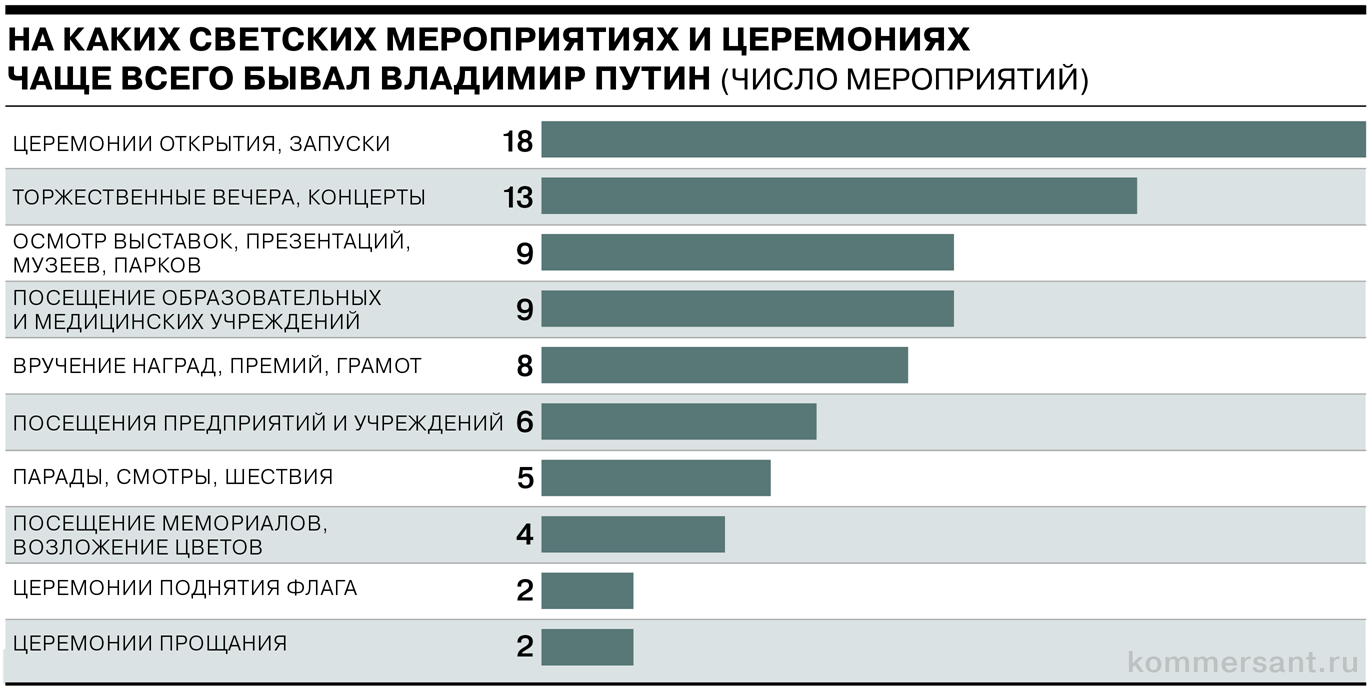 НА КАКИХ СВЕТСКИХ МЕРОПРИЯТИЯХ И ЦЕРЕМОНИЯХ
ЧАЩЕ ВСЕГО БЫВАЛ ВЛАДИМИР ПУТИН (ЧИСЛО МЕРОПРИЯТИЙ)
ЦЕРЕМОНИИ ОТКРЫТИЯ, ЗАПУСКИ 18
ТОРЖЕСТВЕННЫЕ ВЕЧЕРА, КОНЦЕРТЫ 13
ОСМОТР ВЫСТАВОК, ПРЕЗЕНТАЦИЙ,
МУЗЕЕВ, ПАРКОВ 9
ПОСЕЩЕНИЕ ОБРАЗОВАТЕЛЬНЫХ
И МЕДИЦИНСКИХ УЧРЕЖДЕНИЙ 9
ВРУЧЕНИЕ НАГРАД, ПРЕМИЙ, ГРАМОТ 8
ПОСЕЩЕНИЯ ПРЕДПРИЯТИЙ И УЧРЕЖДЕНИЙ 6
ПАРАДЫ, СМОТРЫ, ШЕСТВИЯ 5
ПОСЕЩЕНИЕ МЕМОРИАЛОВ,
ВОЗЛОЖЕНИЕ ЦВЕТОВ 4
ЦЕРЕМОНИИ ПОДНЯТИЯ ФЛАГА 2
ЦЕРЕМОНИИ ПРОЩАНИЯ 2
kommersant.ru